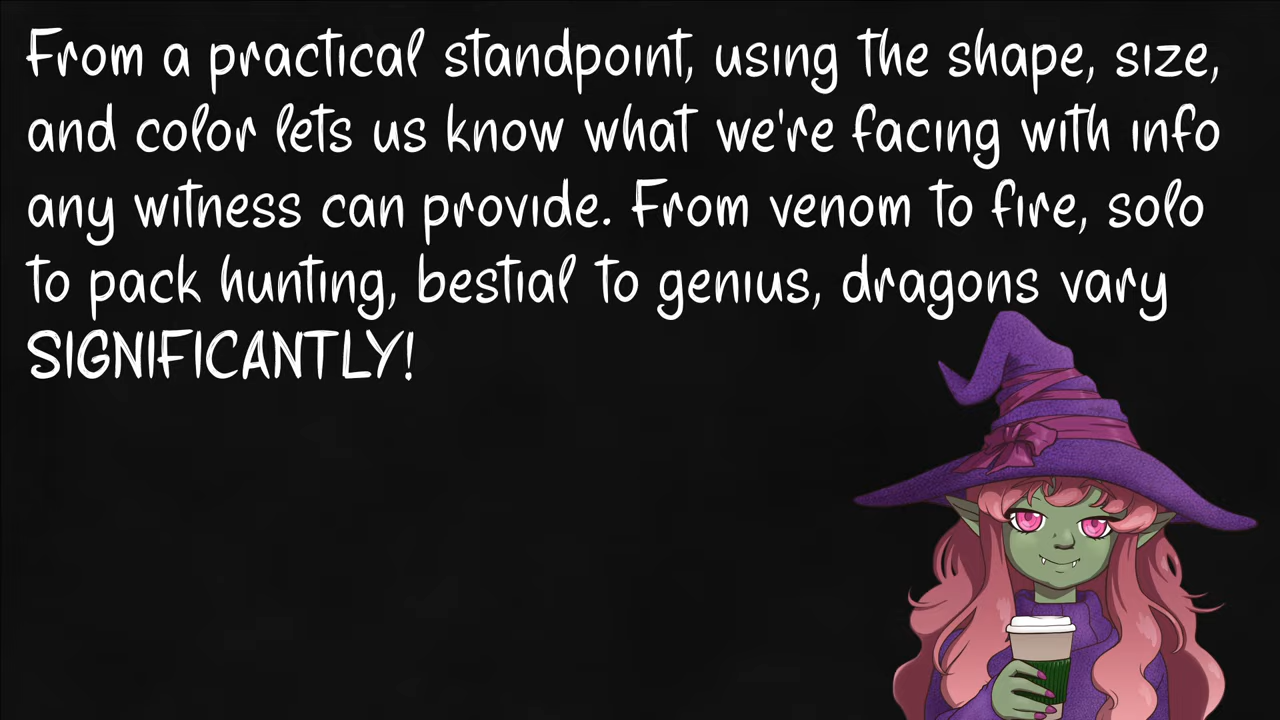 From a practical standpoint, using the shape, size,
and color lets us know what we're facing with info
any witness can provide. From venom to fire, solo
to pack hunting, bestial to genius, dragons vary
SIGNIFICANTLY!